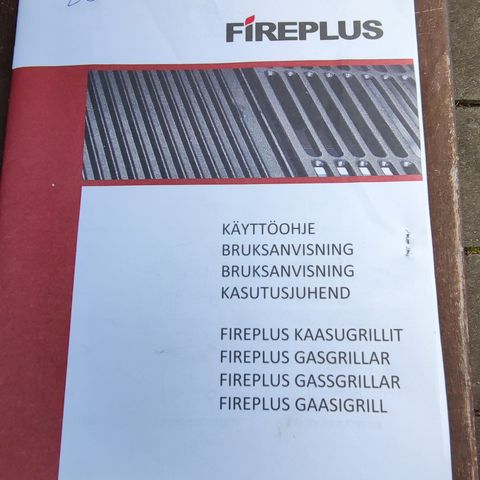 FIREPLUS
KÄYTTÖOHJE
BRUKSANVISNING
BRUKSANVISNING
KASUTUSJUHEND
FIREPLUS KAASUGRILLIT
FIREPLUS GASGRILLAR
FIREPLUS GASSGRILLAR
FIREPLUS GAASIGRILL